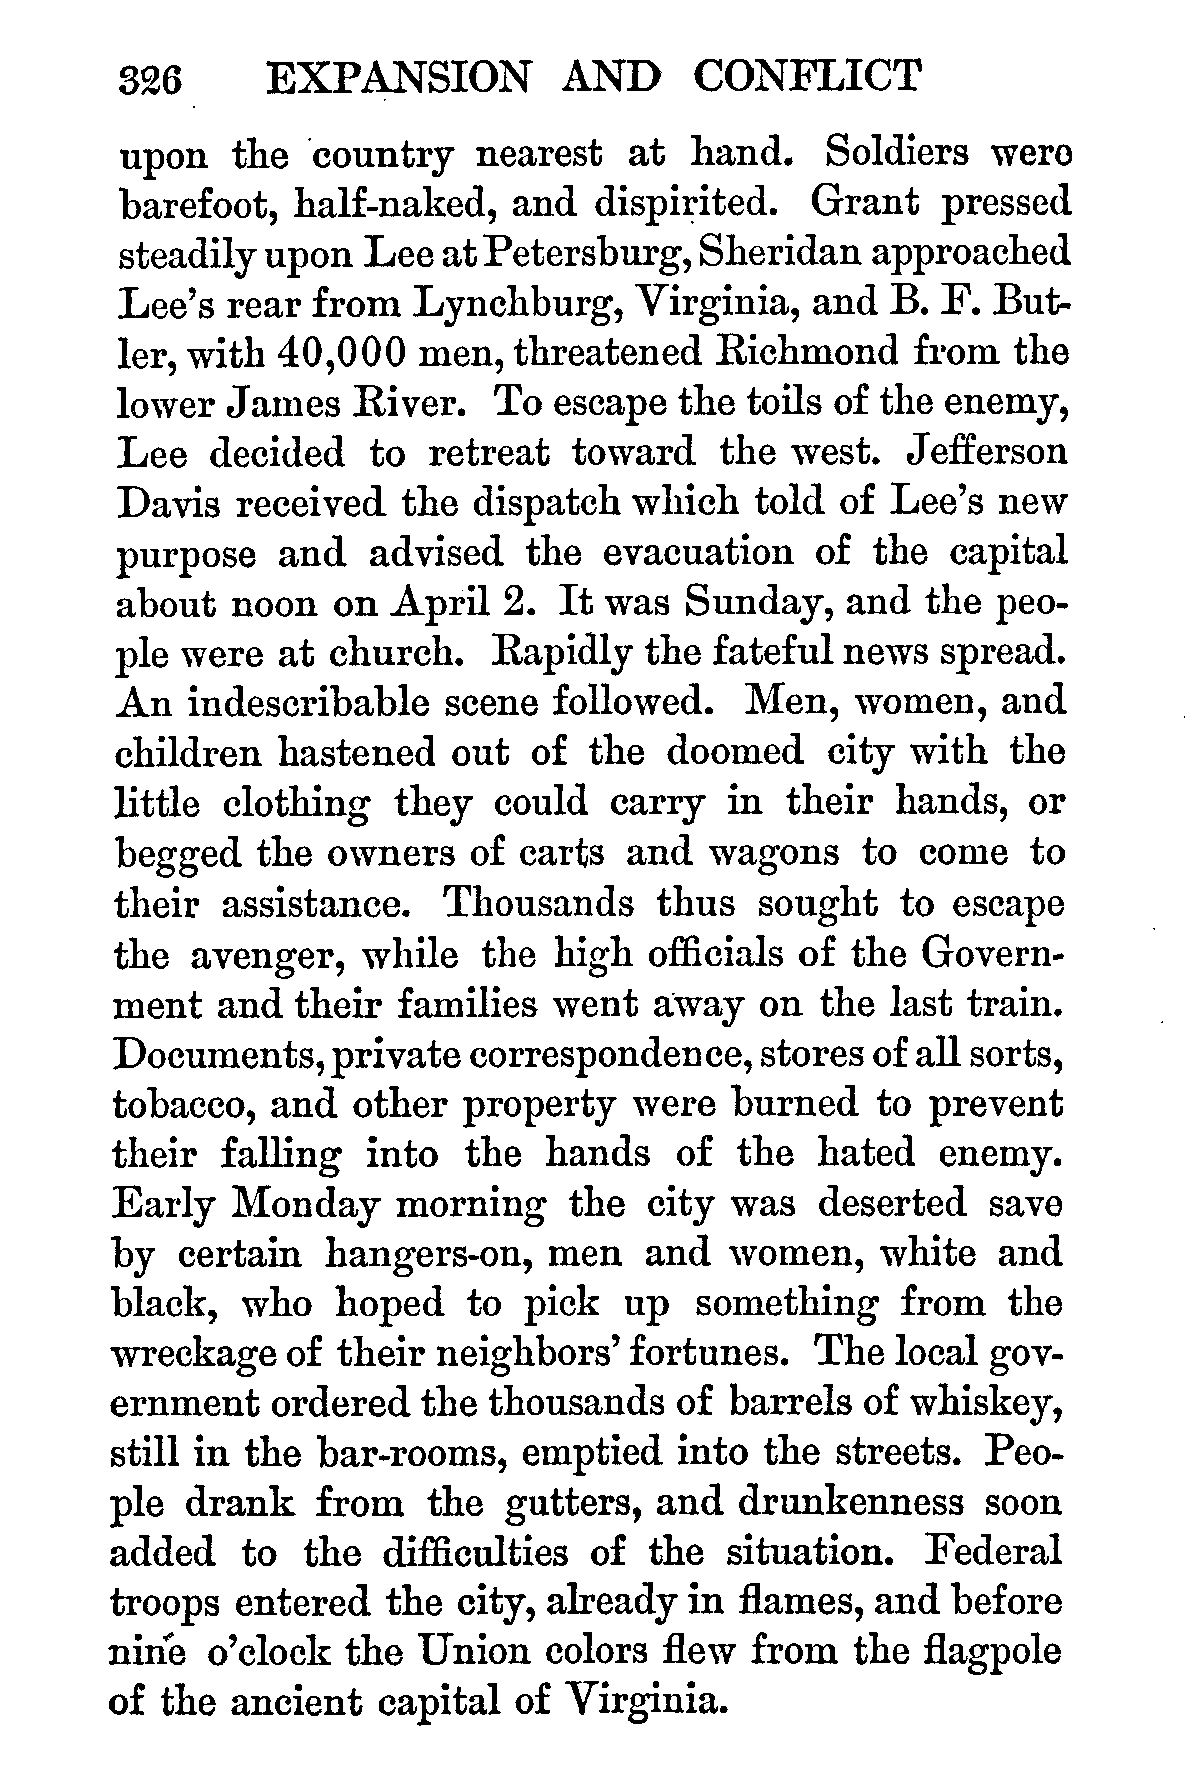 326 EXPANSION AND CONFLICT
upon the country nearest at hand. Soldiers were
barefoot, half-naked, and dispirited. Grant pressed
steadily upon Lee at Petersburg, Sheridan approached
Lee's rear from Lynchburg, Virginia, and B. F. But-
ler, with 40,000 men, threatened Richmond from the
lower James River. To escape the toils of the enemy,
Lee decided to retreat toward the west. Jefferson
Davis received the dispatch which told of Lee's new
purpose and advised the evacuation of the capital
about noon on April 2. It was Sunday, and the peo-
ple were at church. Rapidly the fateful news spread.
An indescribable scene followed. Men, women, and
children hastened out of the doomed city with the
little clothing they could carry in their hands, or
begged the owners of carts and wagons to come to
their assistance. Thousands thus sought to escape
the avenger, while the high officials of the Govern-
ment and their families went away on the last train.
Documents, private correspondence, stores of all sorts,
tobacco, and other property were burned to prevent
their falling into the hands of the hated enemy.
Early Monday morning the city was deserted save
by certain hangers-on, men and women, white and
black, who hoped to pick up something from the
wreckage of their neighbors' fortunes. The local gov-
ernment ordered the thousands of barrels of whiskey,
still in the bar-rooms, emptied into the streets. Peo-
ple drank from the gutters, and drunkenness soon
added to the difficulties of the situation. Federal
troops entered the city, already in flames, and before
nine o'clock the Union colors flew from the flagpole
of the ancient capital of Virginia.